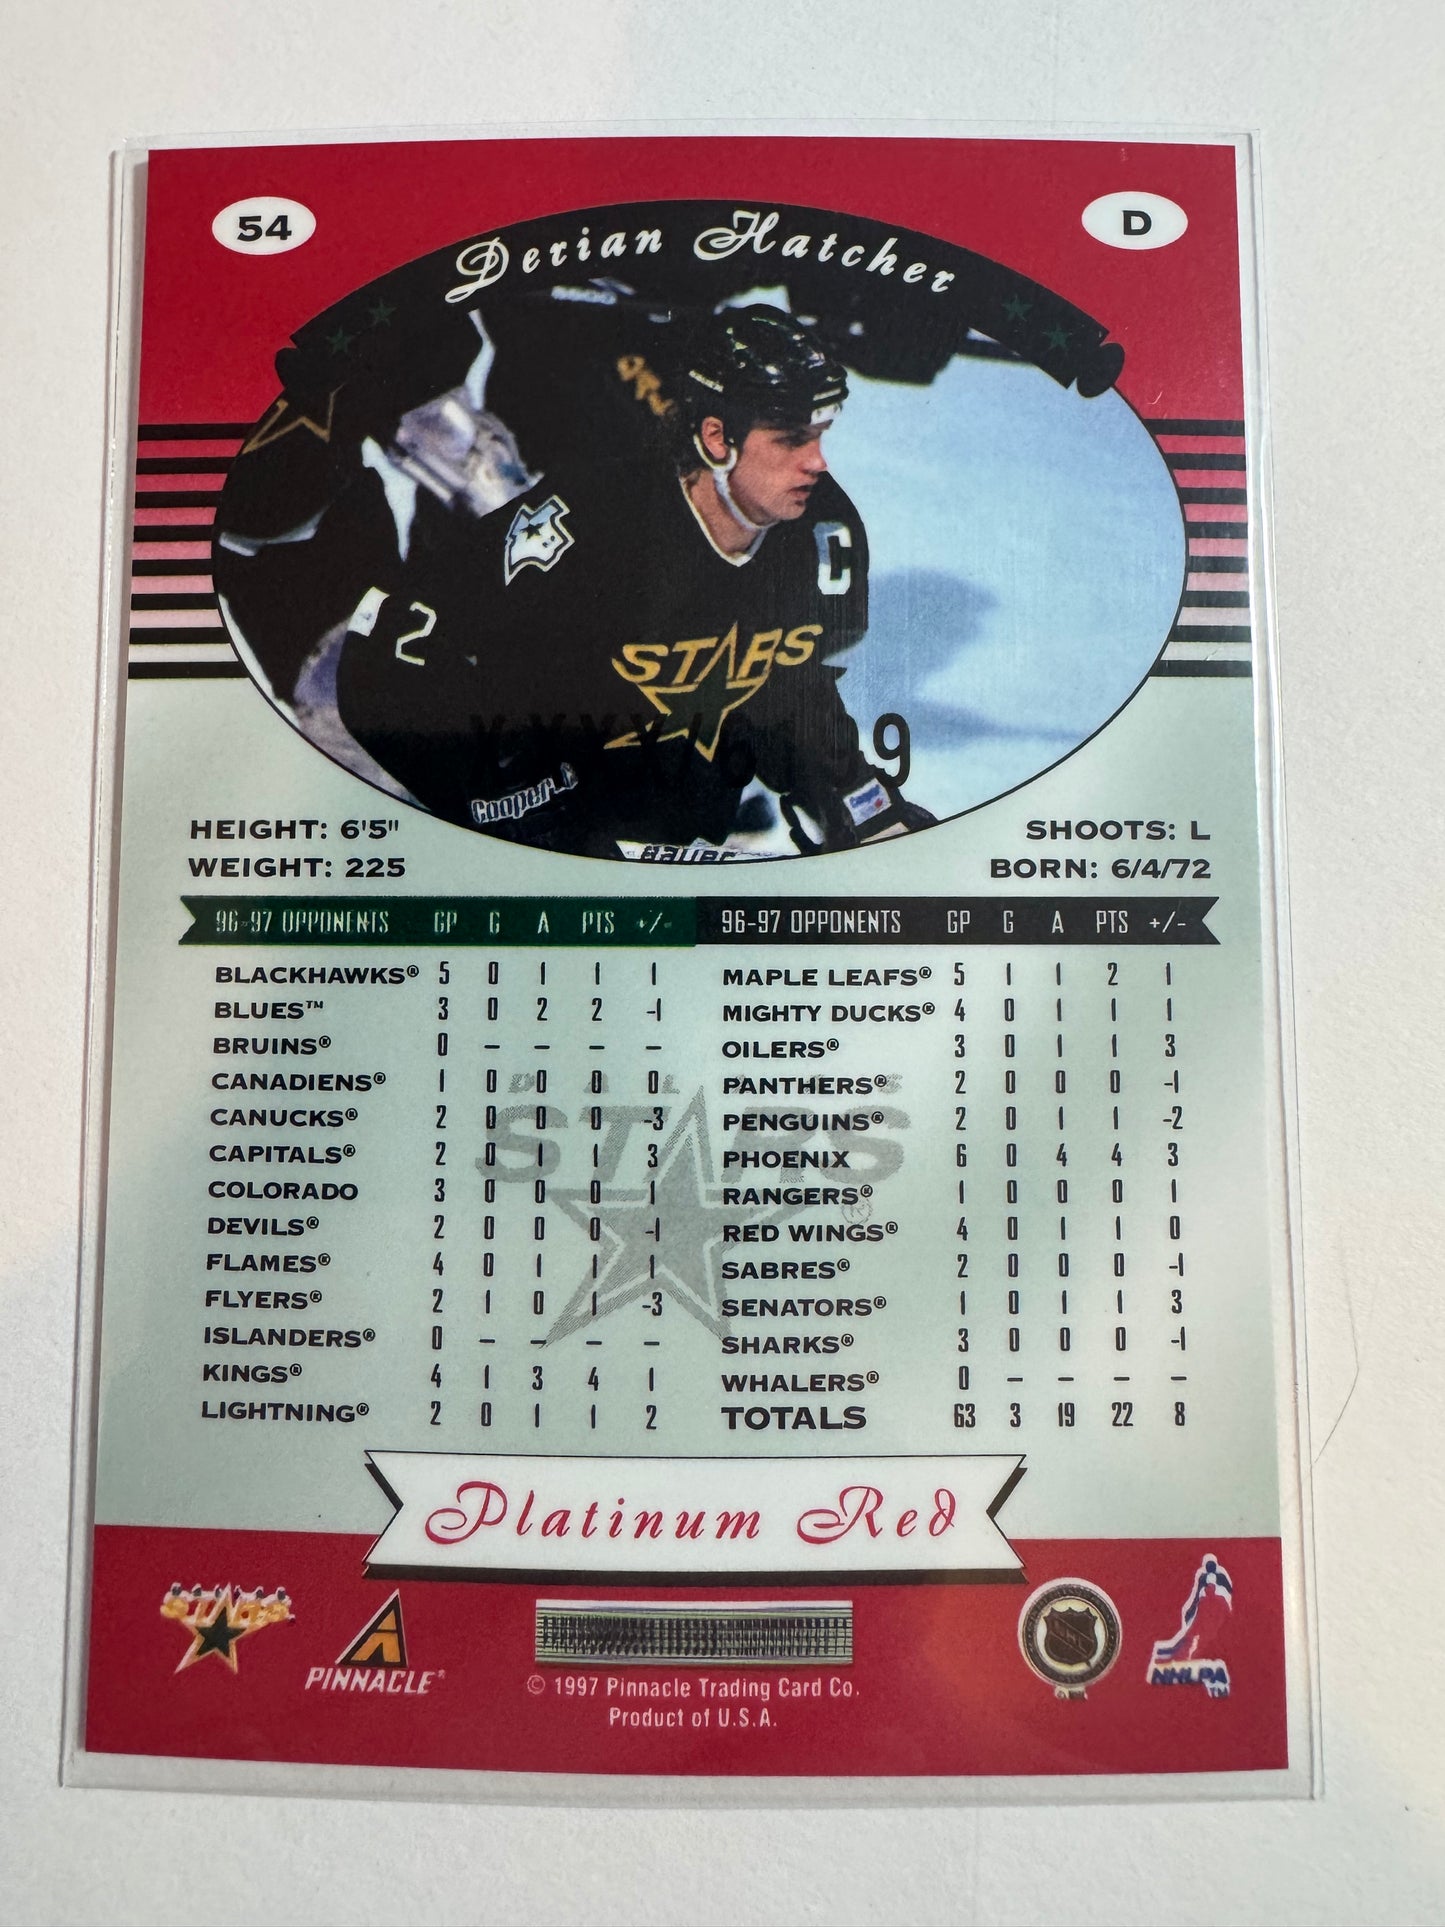 54
D
Derian Hatcher
C
2
STARS
Cooper
Bauer
HEIGHT: 6'5"
WEIGHT: 225
SHOOTS: L
BORN: 6/4/72
96-97 OPPONENTS GP G A PTS +/-
BLACKHAWKS® 5 0 1 1 1
BLUES™ 3 0 2 2 -1
BRUINS® 0 – – – –
CANADIENS® 1 0 0 0 0
CANUCKS® 2 0 0 0 -3
CAPITALS® 2 0 1 1 3
COLORADO 3 0 0 0 1
DEVILS® 2 0 0 0 -1
FLAMES® 4 0 1 1 1
FLYERS® 2 1 0 1 -3
ISLANDERS® 0 – – – –
KINGS® 4 1 3 4 1
LIGHTNING® 2 0 1 1 2
96-97 OPPONENTS GP G A PTS +/-
MAPLE LEAFS® 5 1 1 2 1
MIGHTY DUCKS® 4 0 1 1 1
OILERS® 3 0 1 1 3
PANTHERS® 2 0 0 0 -1
PENGUINS® 2 0 1 1 -2
PHOENIX 6 0 4 4 3
RANGERS® 1 0 0 0 1
RED WINGS® 4 0 1 1 0
SABRES® 2 0 0 0 -1
SENATORS® 1 0 1 1 3
SHARKS® 3 0 0 0 -1
WHALERS® 0 – – – –
TOTALS 63 3 19 22 8
DALLAS
STARS
Platinum Red
STARS
PINNACLE®
© 1997 Pinnacle Trading Card Co.
Product of U.S.A.
NHL
NHLPA
TM